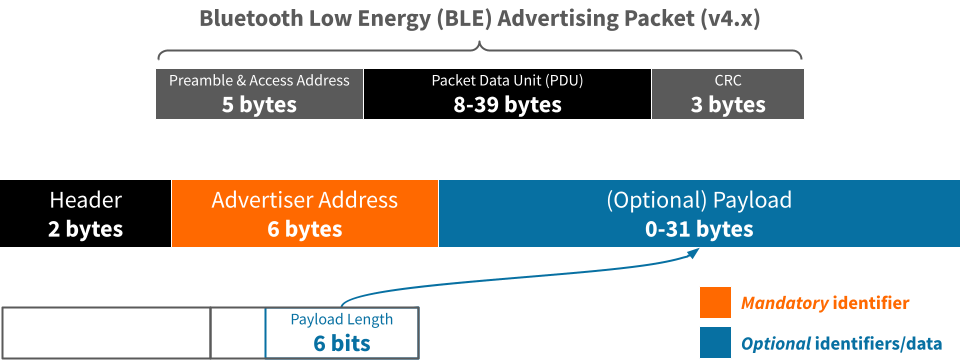 Bluetooth Low Energy (BLE) Advertising Packet (v4.x)
Preamble & Access Address
5 bytes
Packet Data Unit (PDU)
8-39 bytes
CRC
3 bytes
Header
2 bytes
Advertiser Address
6 bytes
(Optional) Payload
0-31 bytes
Payload Length
6 bits
Mandatory identifier
Optional identifiers/data